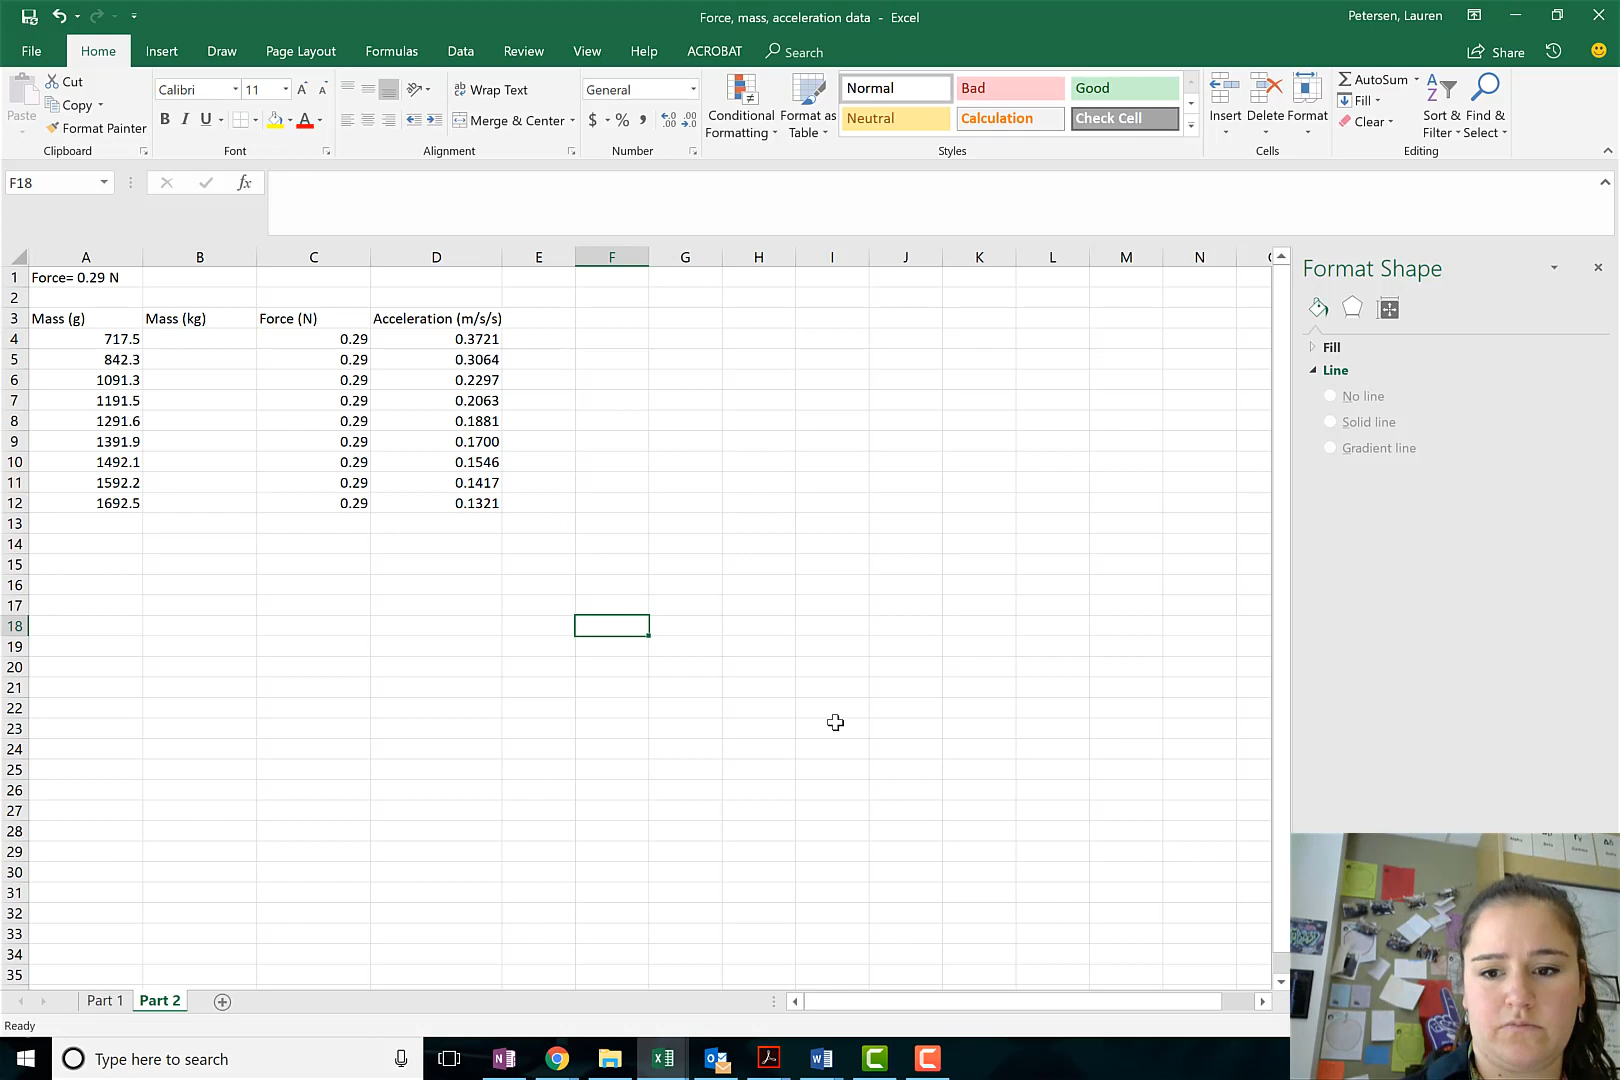 Force, mass, acceleration data - Excel
Petersen, Lauren
File Home Insert Draw Page Layout Formulas Data Review View Help ACROBAT Search Share
Paste
Cut
Copy
Format Painter
Clipboard
Calibri 11
B I U
Font
Wrap Text
Merge & Center
Alignment
General
$ % ,
Number
Conditional Formatting
Format as Table
Normal Bad Good
Neutral Calculation Check Cell
Styles
Insert Delete Format
Cells
AutoSum
Fill
Clear
Sort & Filter
Find & Select
Editing
F18
fx
A B C D E F G H I J K L M N
1 Force= 0.29 N
2
3 Mass (g) Mass (kg) Force (N) Acceleration (m/s/s)
4 717.5 0.29 0.3721
5 842.3 0.29 0.3064
6 1091.3 0.29 0.2297
7 1191.5 0.29 0.2063
8 1291.6 0.29 0.1881
9 1391.9 0.29 0.1700
10 1492.1 0.29 0.1546
11 1592.2 0.29 0.1417
12 1692.5 0.29 0.1321
13
14
15
16
17
18
19
20
21
22
23
24
25
26
27
28
29
30
31
32
33
34
35
Format Shape
Fill
Line
No line
Solid line
Gradient line
Part 1 Part 2
Ready
Type here to search